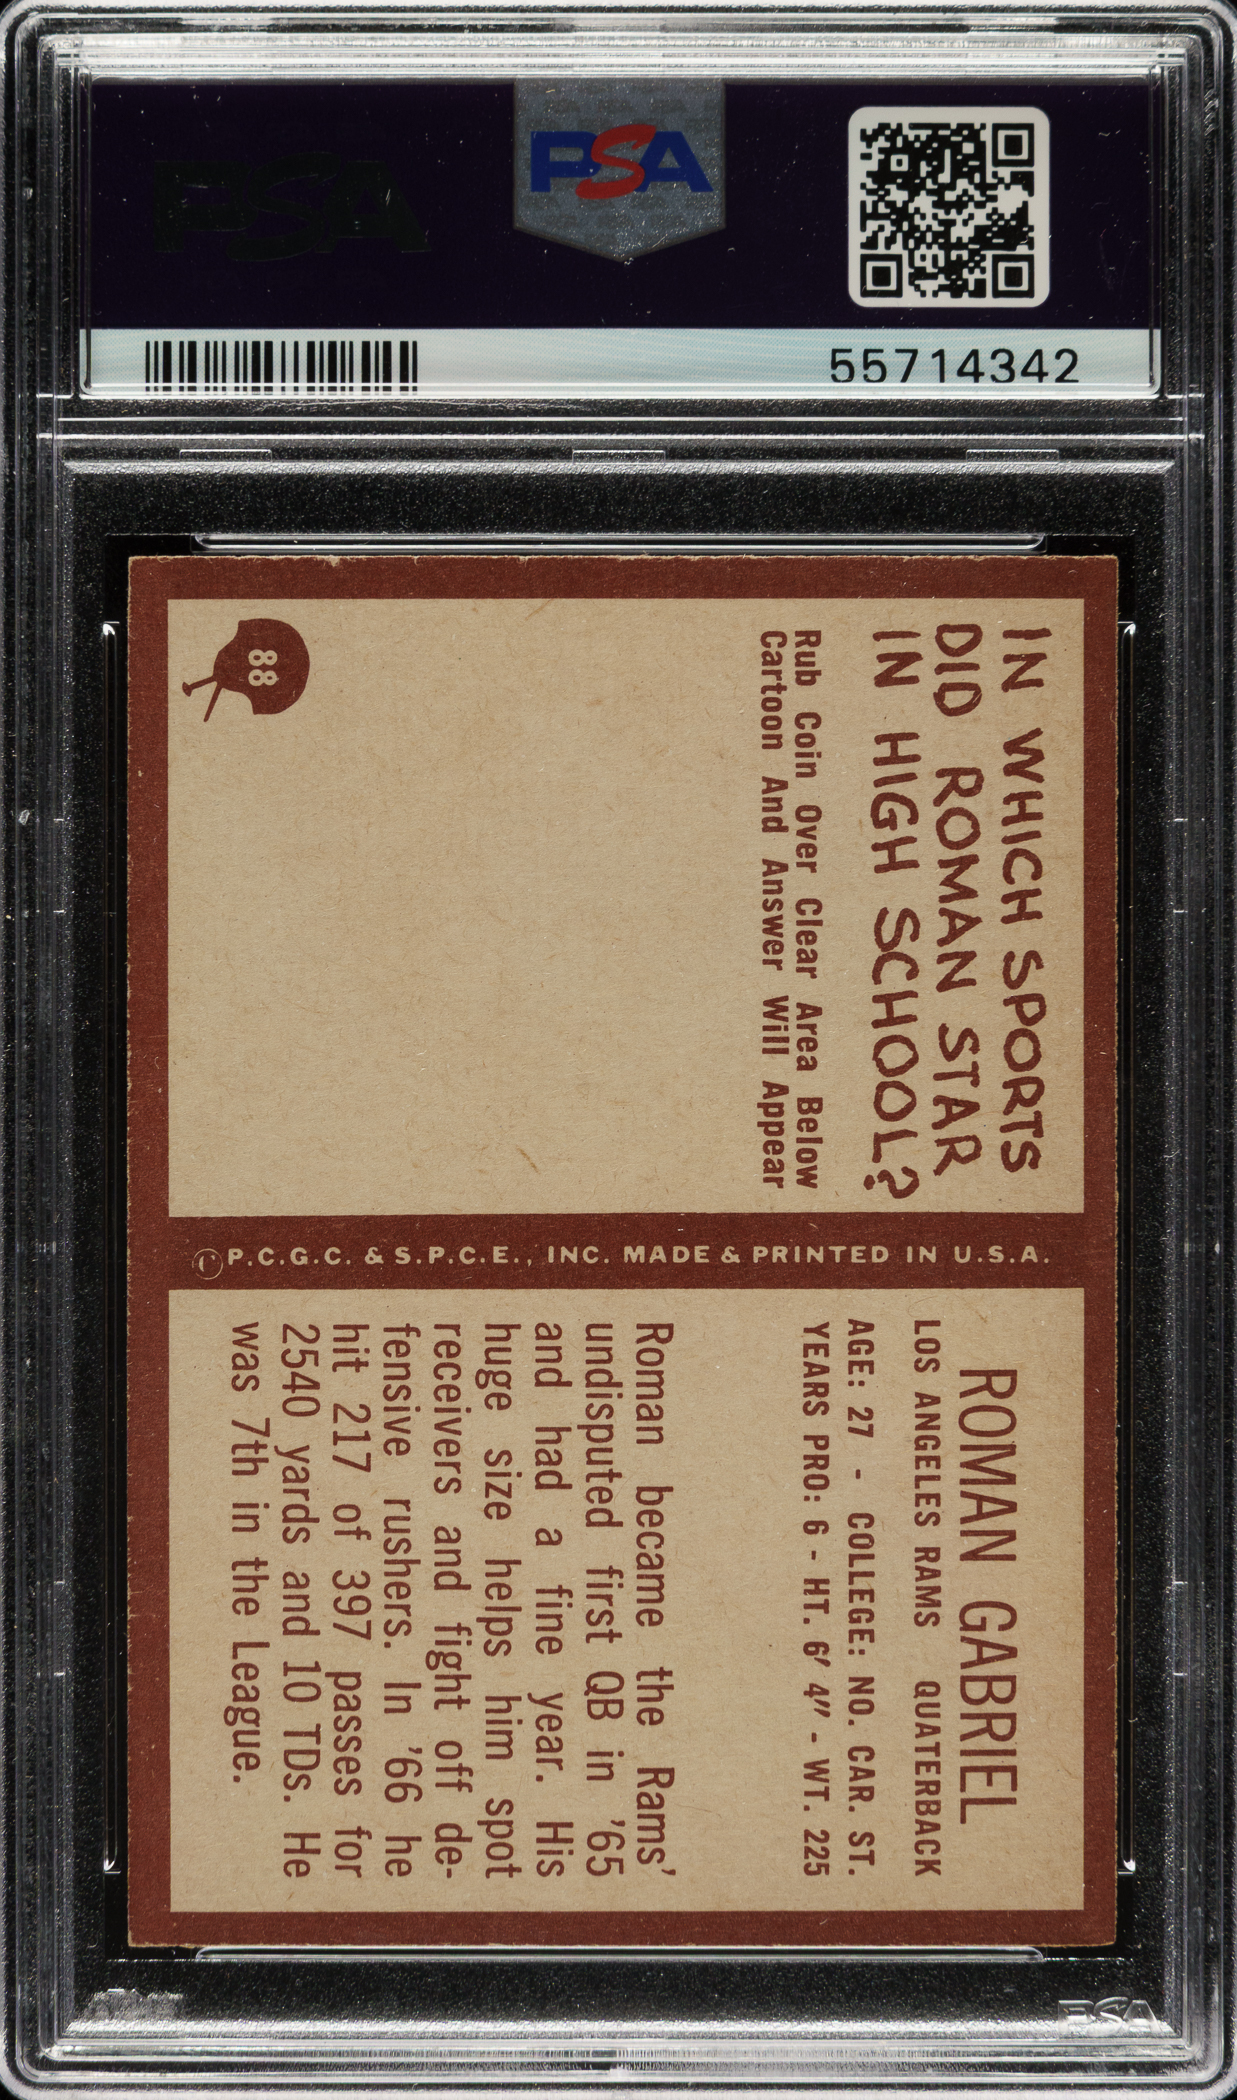 PSA
PSA
55714342
IN WHICH SPORTS
DID ROMAN STAR
IN HIGH SCHOOL?
Rub Coin Over Clear Area Below
Cartoon And Answer Will Appear
88
©P.C.G.C. & S.P.C.E., INC. MADE & PRINTED IN U.S.A.
ROMAN GABRIEL
LOS ANGELES RAMS QUATERBACK
AGE: 27 - COLLEGE: NO. CAR. ST.
YEARS PRO: 6 - HT. 6' 4" - WT. 225
Roman became the Rams'
undisputed first QB in '65
and had a fine year. His
huge size helps him spot
receivers and fight off de-
fensive rushers. In '66 he
hit 217 of 397 passes for
2540 yards and 10 TDs. He
was 7th in the League.
PSA